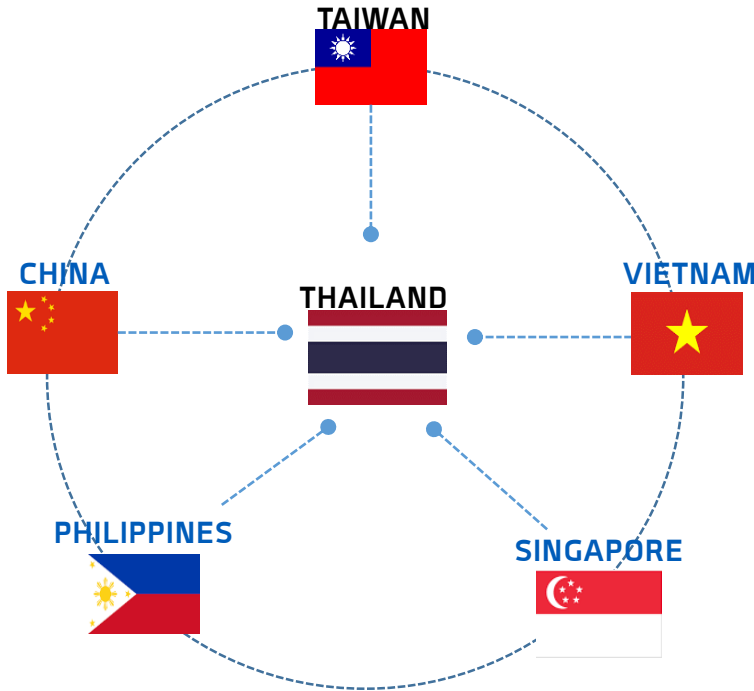 TAIWAN
CHINA
VIETNAM
THAILAND
PHILIPPINES
SINGAPORE